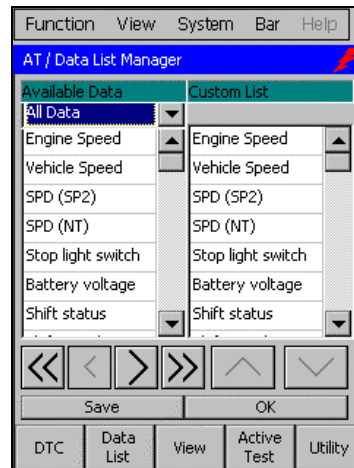 Function View System Bar Help
AT / Data List Manager
Available Data Custom List
All Data
Engine Speed Engine Speed
Vehicle Speed Vehicle Speed
SPD (SP2) SPD (SP2)
SPD (NT) SPD (NT)
Stop light switch Stop light switch
Battery voltage Battery voltage
Shift status Shift status
Save OK
DTC Data List View Active Test Utility